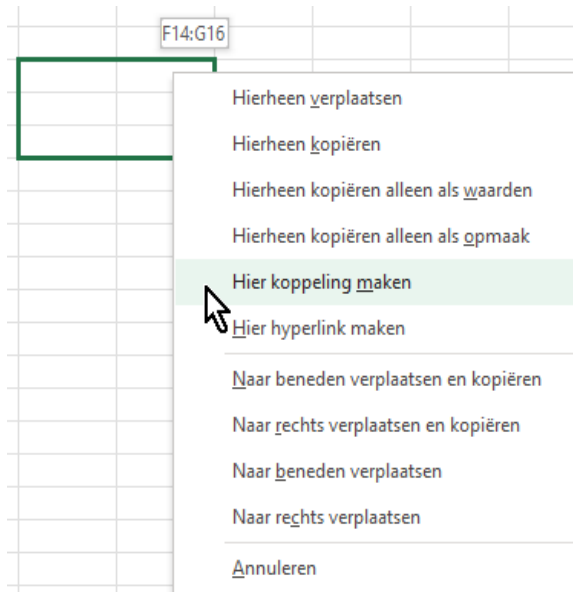 F14:G16
Hierheen verplaatsen
Hierheen kopiëren
Hierheen kopiëren alleen als waarden
Hierheen kopiëren alleen als opmaak
Hier koppeling maken
Hier hyperlink maken
Naar beneden verplaatsen en kopiëren
Naar rechts verplaatsen en kopiëren
Naar beneden verplaatsen
Naar rechts verplaatsen
Annuleren